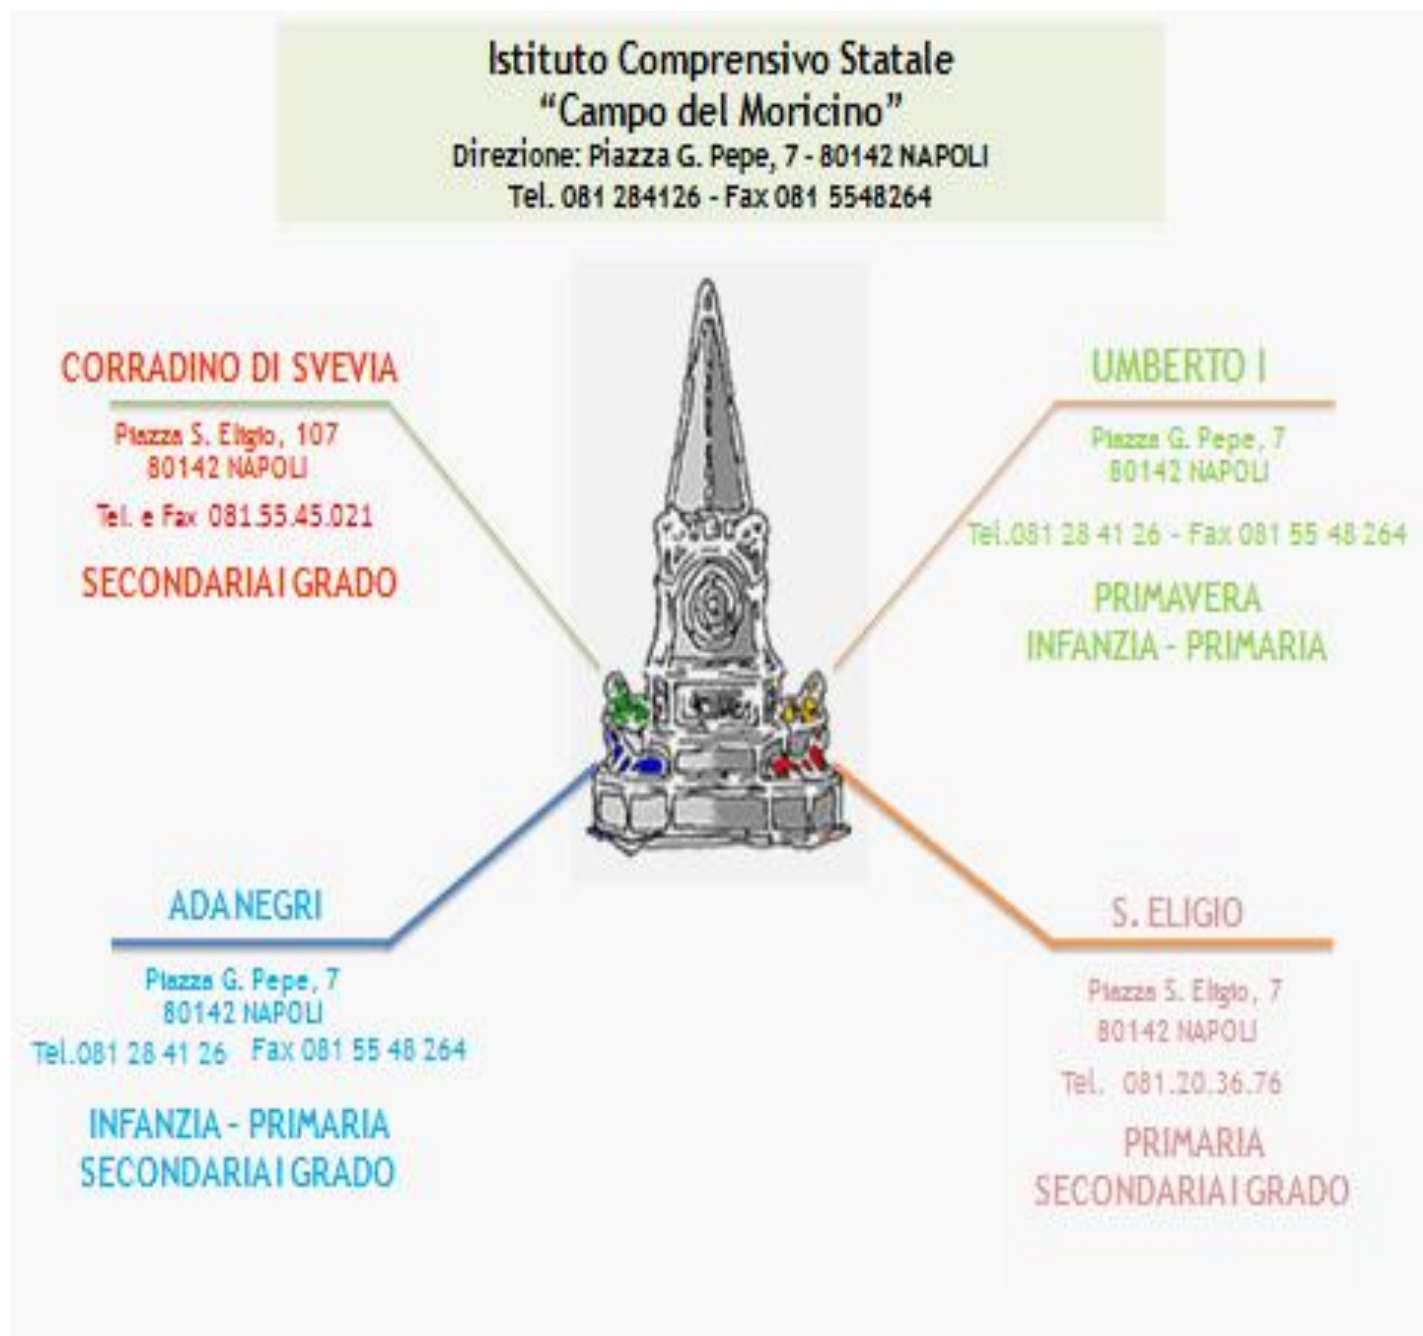 Istituto Comprensivo Statale
“Campo del Moricino”
Direzione: Piazza G. Pepe, 7 - 80142 NAPOLI
Tel. 081 284126 - Fax 081 5548264
CORRADINO DI SVEVIA
Piazza S. Eligio, 107
80142 NAPOLI
Tel. e Fax 081.55.45.021
SECONDARIA I GRADO
UMBERTO I
Piazza G. Pepe, 7
80142 NAPOLI
Tel.081 28 41 26 - Fax 081 55 48 264
PRIMAVERA
INFANZIA - PRIMARIA
ADA NEGRI
Piazza G. Pepe, 7
80142 NAPOLI
Tel.081 28 41 26 Fax 081 55 48 264
INFANZIA - PRIMARIA
SECONDARIA I GRADO
S. ELIGIO
Piazza S. Eligio, 7
80142 NAPOLI
Tel. 081.20.36.76
PRIMARIA
SECONDARIA I GRADO